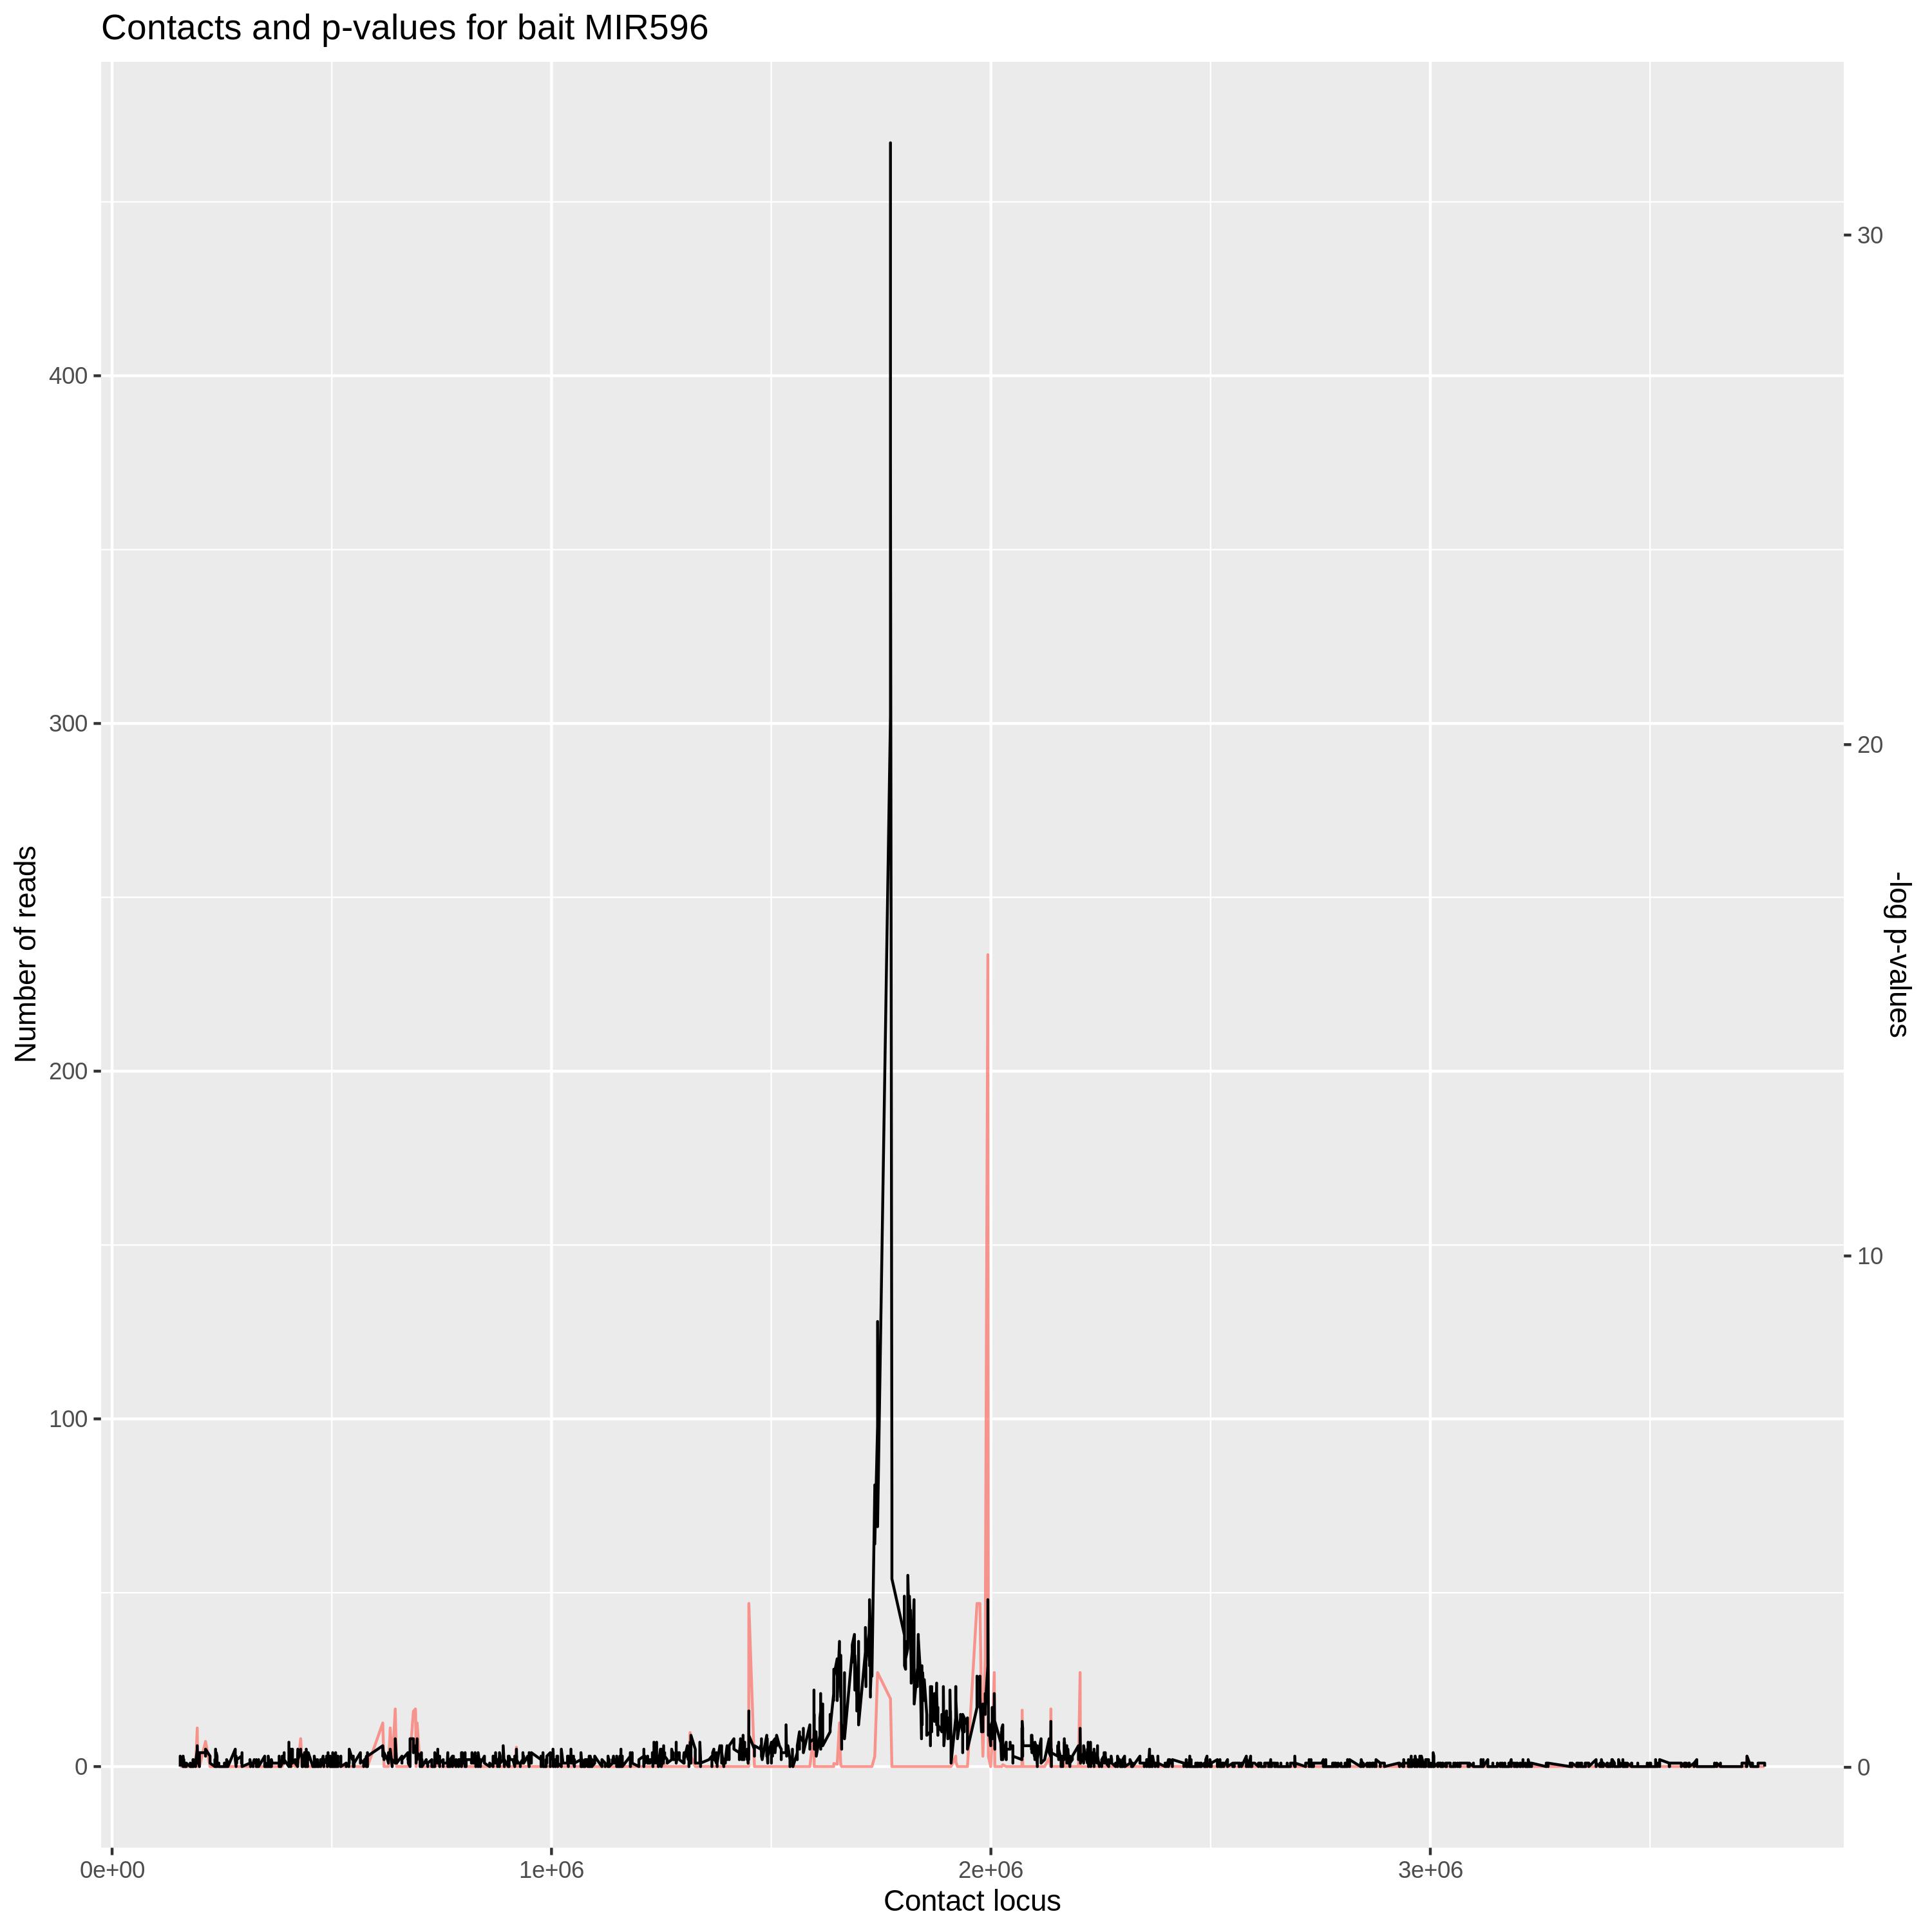 Contacts and p-values for bait MIR596
Number of reads
400
300
200
100
0
30
20
10
0
-log p-values
0e+00
1e+06
2e+06
3e+06
Contact locus